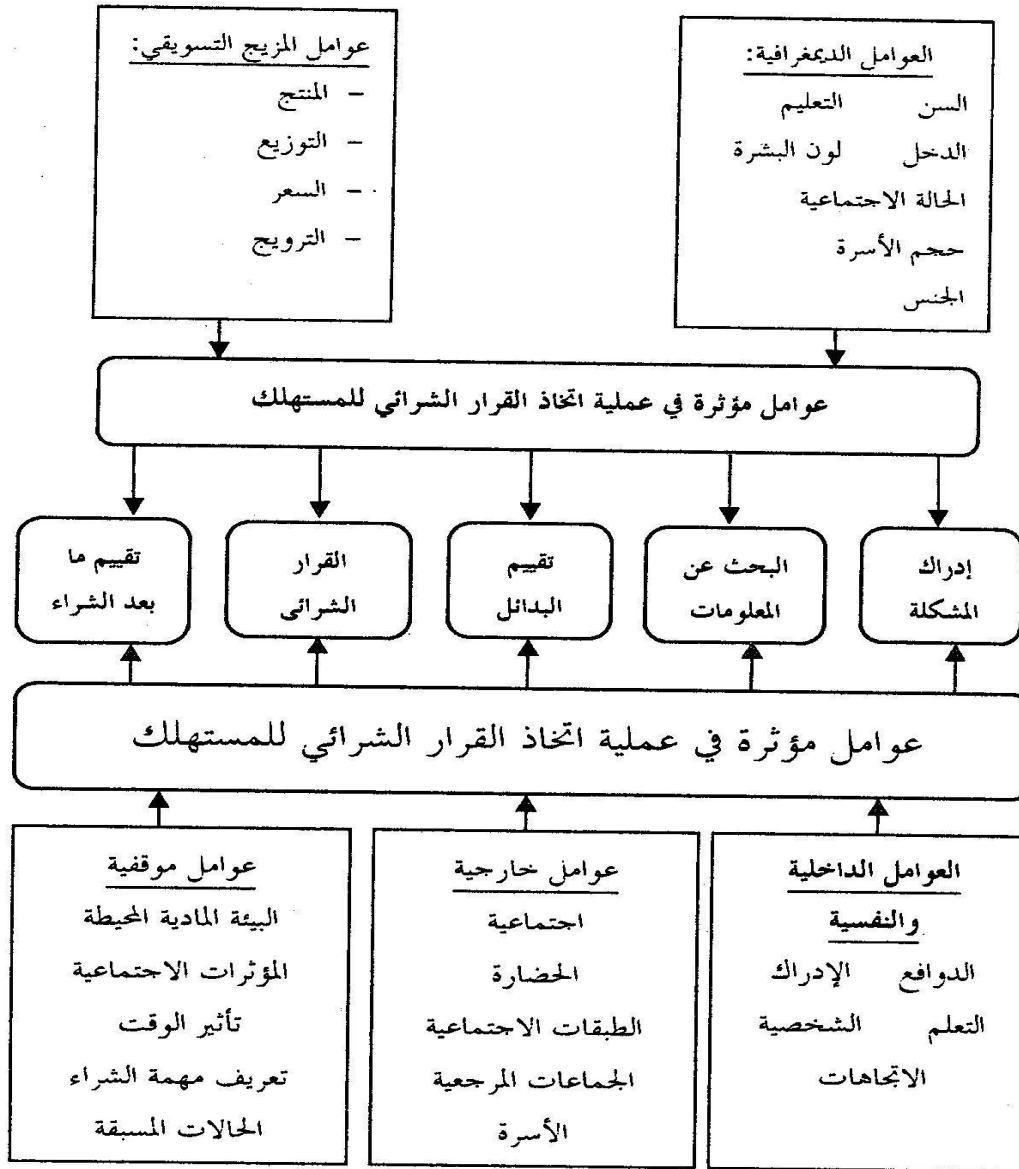 العوامل الديمغرافية:
السن التعليم
الدخل لون البشرة
الحالة الاجتماعية
حجم الأسرة
الجنس
عوامل المزيج التسويقي:
– المنتج
– التوزيع
– السعر
– الترويج
عوامل مؤثرة في عملية اتخاذ القرار الشرائي للمستهلك
إدراك
المشكلة
البحث عن
المعلومات
تقييم
البدائل
القرار
الشرائى
تقييم ما
بعد الشراء
عوامل مؤثرة في عملية اتخاذ القرار الشرائي للمستهلك
العوامل الداخلية
والنفسية
الدوافع الإدراك
التعلم الشخصية
الاتجاهات
عوامل خارجية
اجتماعية
الحضارة
الطبقات الاجتماعية
الجماعات المرجعية
الأسرة
عوامل موقفية
البيئة المادية المحيطة
المؤثرات الاجتماعية
تأثير الوقت
تعريف مهمة الشراء
الحالات المسبقة